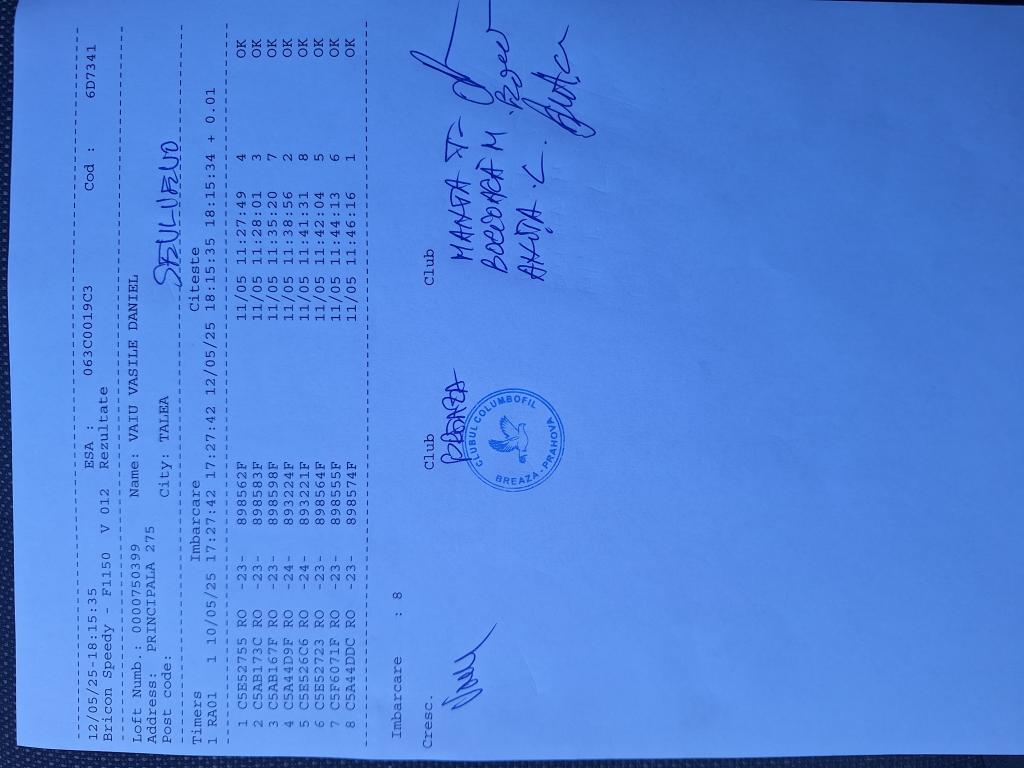 12/05/25-18:15:35 ESA : 063C0019C3 Cod : 6D7341
Bricon Speedy - F1150 V 012 Rezultate
Loft Numb.: 0000750399 Name: VAIU VASILE DANIEL
Address: PRINCIPALA 275
Post code: City: TALEA
Timers Imbarcare Citeste
1 RA01 1 10/05/25 17:27:42 17:27:42 12/05/25 18:15:35 18:15:34 + 0.01
1 C5E52755 RO -23- 898562F 11/05 11:27:49 4 OK
2 C5AB173C RO -23- 898583F 11/05 11:28:01 3 OK
3 C5AB167F RO -23- 898598F 11/05 11:35:20 7 OK
4 C5A44D9F RO -24- 893224F 11/05 11:38:56 2 OK
5 C5E526C6 RO -24- 893221F 11/05 11:41:31 8 OK
6 C5E52723 RO -23- 898564F 11/05 11:42:04 5 OK
7 C5F6071F RO -23- 898555F 11/05 11:44:13 6 OK
8 C5A44DDC RO -23- 898574F 11/05 11:46:16 1 OK
Imbarcare : 8
Cresc. Club Club
BREAZA
CLUBUL COLUMBOFIL
BREAZA - PRAHOVA
MANTA T